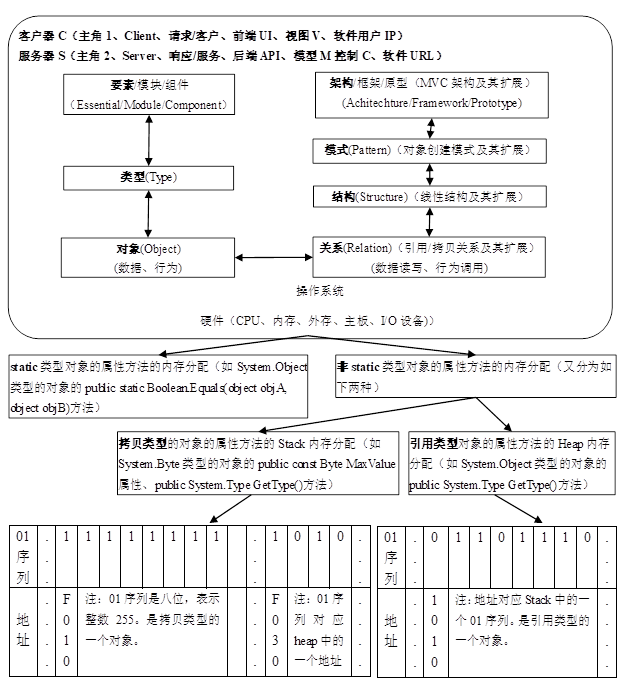 客户器 C（主角 1、Client、请求/客户、前端 UI、视图 V、软件用户 IP）
服务器 S（主角 2、Server、响应/服务、后端 API、模型 M 控制 C、软件 URL）
要素/模块/组件
（Essential/Module/Component）
架构/框架/原型（MVC 架构及其扩展）
(Achitechture/Framework/Prototype)
模式(Pattern)（对象创建模式及其扩展）
类型(Type)
结构(Structure)（线性结构及其扩展）
对象(Object)
(数据、行为)
关系(Relation)（引用/拷贝关系及其扩展）
(数据读写、行为调用)
操作系统
硬件（CPU、内存、外存、主板、I/O 设备)）
static 类型对象的属性方法的内存分配（如 System.Object
类型的对象的 public static Boolean.Equals(object objA,
object objB)方法）
非 static 类型对象的属性方法的内存分配（又分为如
下两种）
拷贝类型的对象的属性方法的 Stack 内存分配（如
System.Byte 类型的对象的 public const Byte MaxValue
属性、public System.Type GetType()方法）
引用类型对象的属性方法的 Heap 内存
分配（如 System.Object 类型的对象的
public System.Type GetType()方法）
01序列 . . . 1 1 1 1 1 1 1 1 . . . 1 0 1 0 . . .
地址 . . . F010 注：01 序列是八位，表示整数 255。是拷贝类型的一个对象。 . . . F030 注：01 序列对应 heap 中的一个地址 . . .
01序列 . . . 0 1 1 0 1 1 1 0 . . .
地址 . . . 1010 注：地址对应 Stack 中的一个 01 序列。是引用类型的一个对象。 . . .